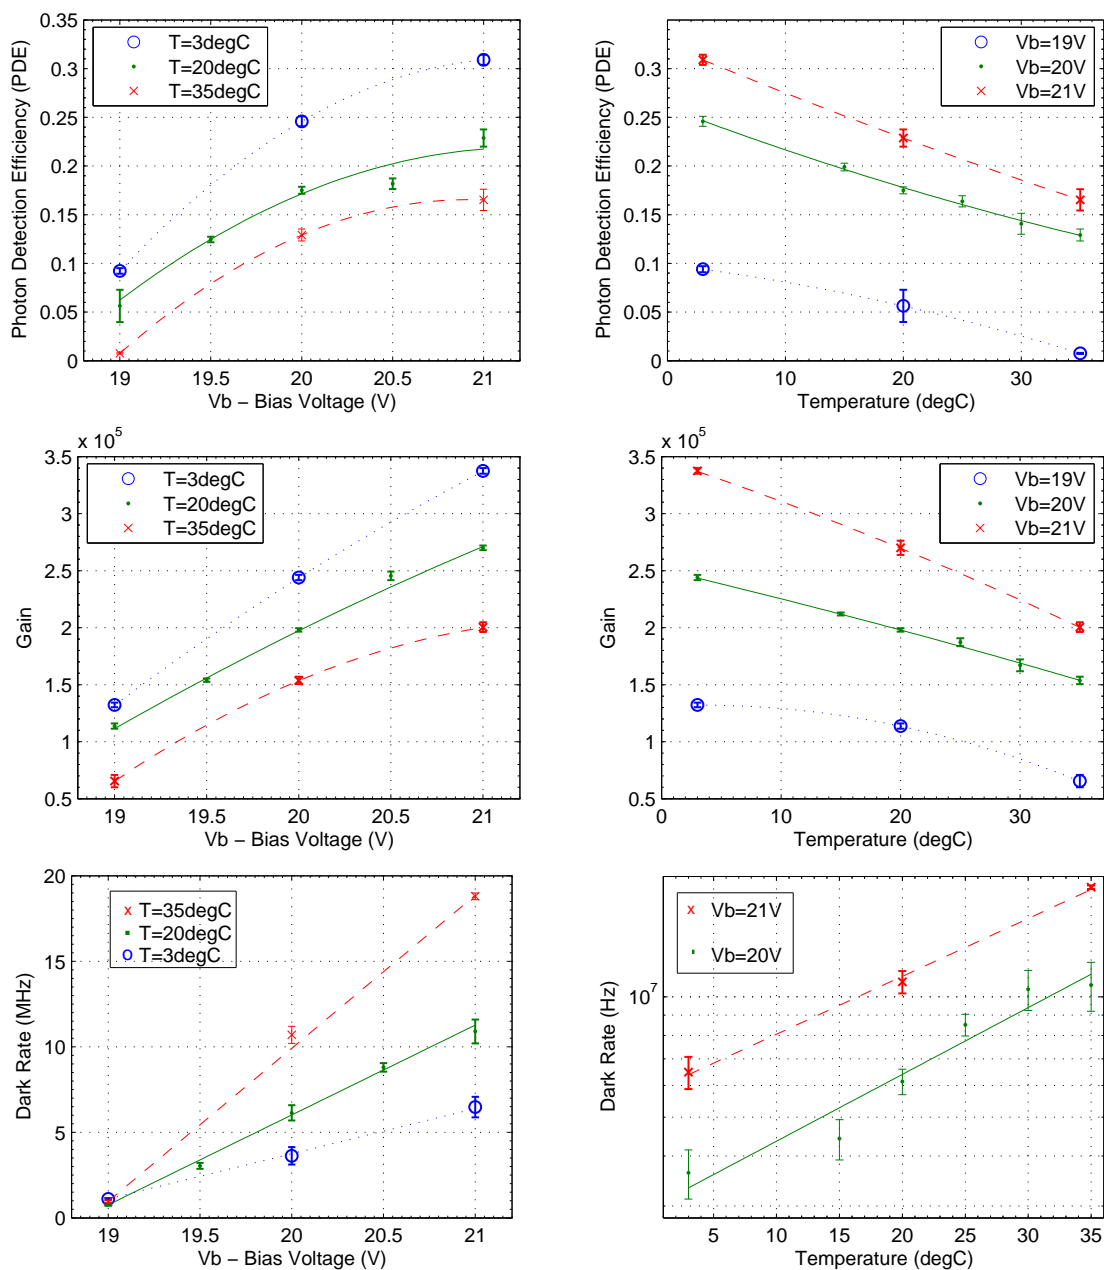 Photon Detection Efficiency (PDE)
0.35
0.3
0.25
0.2
0.15
0.1
0.05
0
T=3degC
T=20degC
T=35degC
19 19.5 20 20.5 21
Vb − Bias Voltage (V)
Photon Detection Efficiency (PDE)
0.35
0.3
0.25
0.2
0.15
0.1
0.05
0
Vb=19V
Vb=20V
Vb=21V
0 10 20 30
Temperature (degC)
x 10^5
Gain
3.5
3
2.5
2
1.5
1
0.5
T=3degC
T=20degC
T=35degC
19 19.5 20 20.5 21
Vb − Bias Voltage (V)
x 10^5
Gain
3.5
3
2.5
2
1.5
1
0.5
Vb=19V
Vb=20V
Vb=21V
0 10 20 30
Temperature (degC)
Dark Rate (MHz)
20
15
10
5
0
T=35degC
T=20degC
T=3degC
19 19.5 20 20.5 21
Vb − Bias Voltage (V)
Dark Rate (Hz)
10^7
Vb=21V
Vb=20V
5 10 15 20 25 30 35
Temperature (degC)